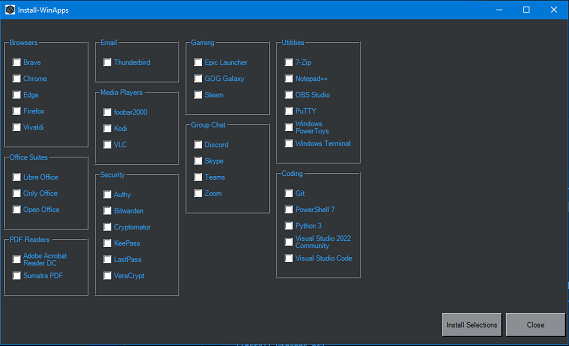 Install-WinApps
Browsers
Brave
Chrome
Edge
Firefox
Vivaldi
Office Suites
Libre Office
Only Office
Open Office
PDF Readers
Adobe Acrobat
Reader DC
Sumatra PDF
Email
Thunderbird
Media Players
foobar2000
Kodi
VLC
Security
Authy
Bitwarden
Cryptomator
KeePass
LastPass
VeraCrypt
Gaming
Epic Launcher
GOG Galaxy
Steam
Group Chat
Discord
Skype
Teams
Zoom
Utilities
7-Zip
Notepad++
OBS Studio
PuTTY
Windows
PowerToys
Windows Terminal
Coding
Git
PowerShell 7
Python 3
Visual Studio 2022
Community
Visual Studio Code
Install Selections
Close